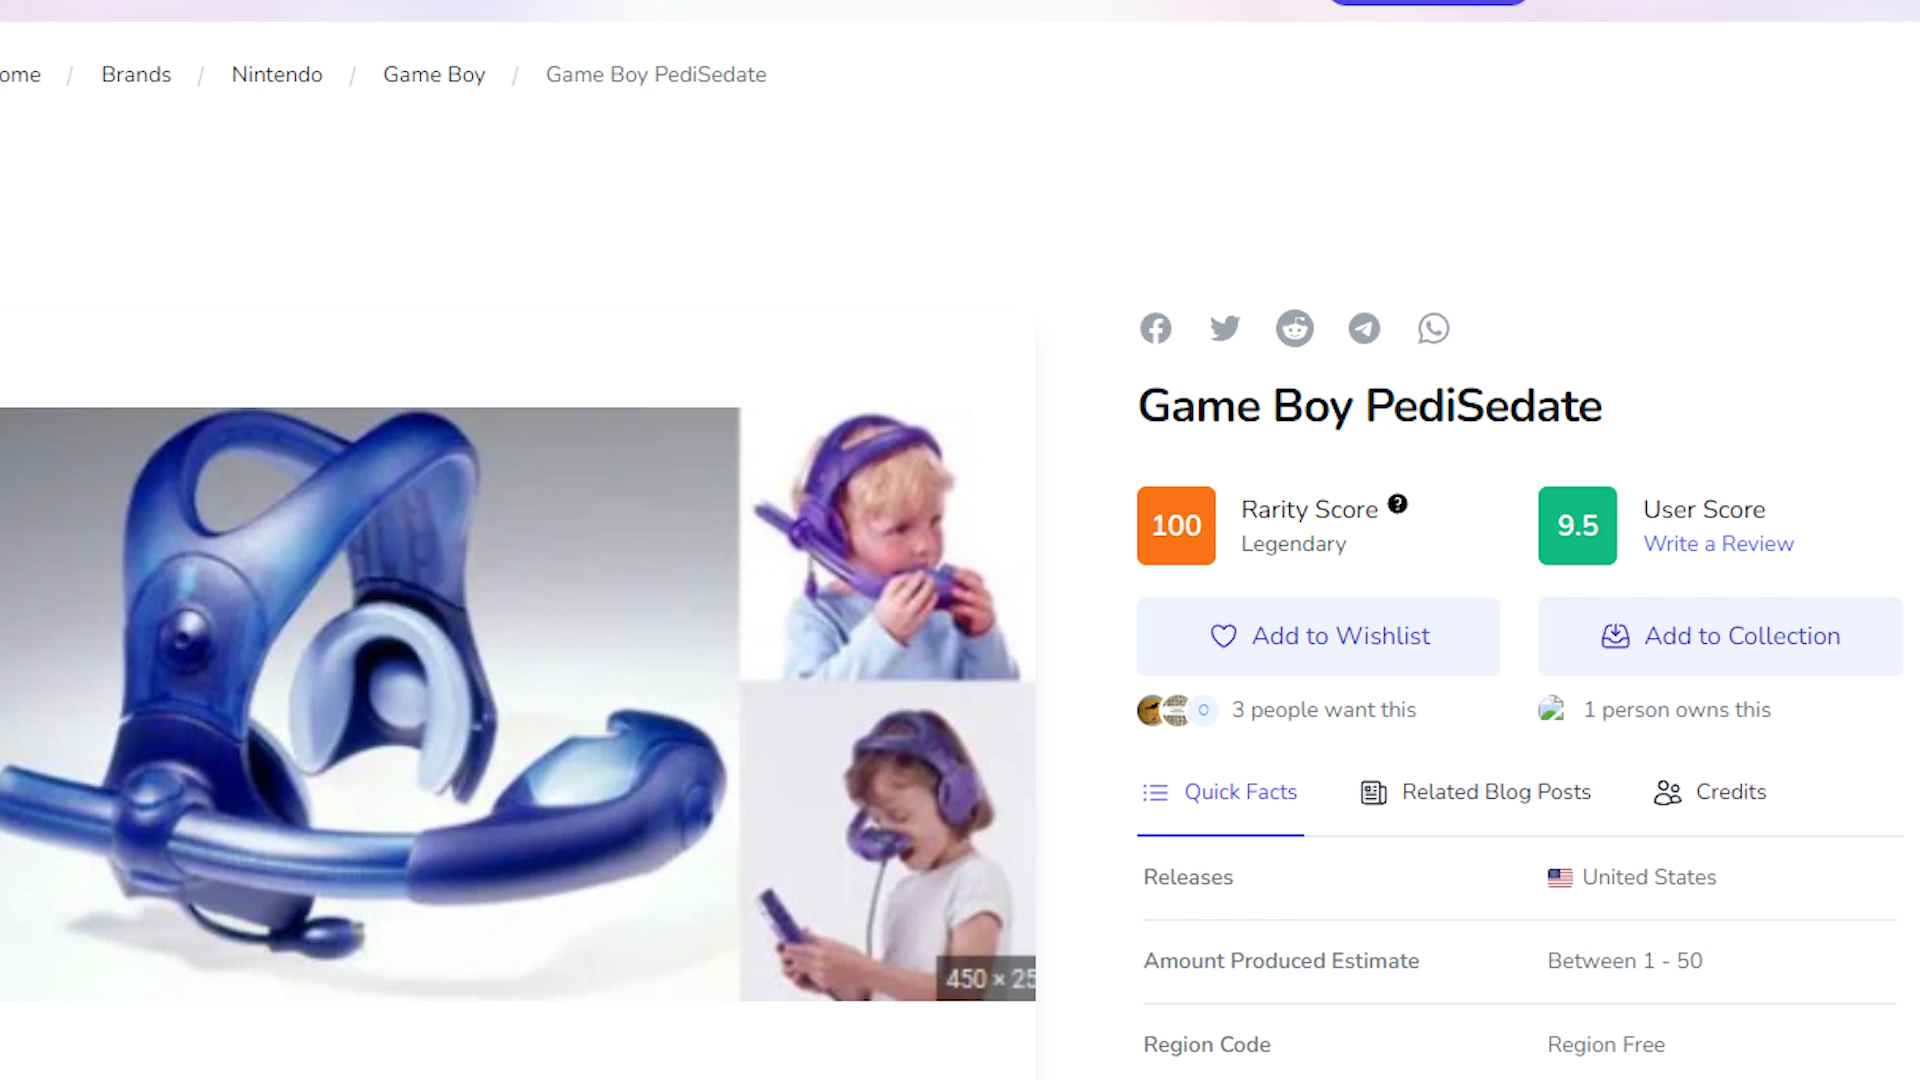 ome / Brands / Nintendo / Game Boy / Game Boy PediSedate
Game Boy PediSedate
100
Rarity Score ?
Legendary
9.5
User Score
Write a Review
Add to Wishlist
Add to Collection
O 3 people want this
1 person owns this
Quick Facts
Related Blog Posts
Credits
Releases
United States
Amount Produced Estimate
Between 1 - 50
Region Code
Region Free
450 × 25